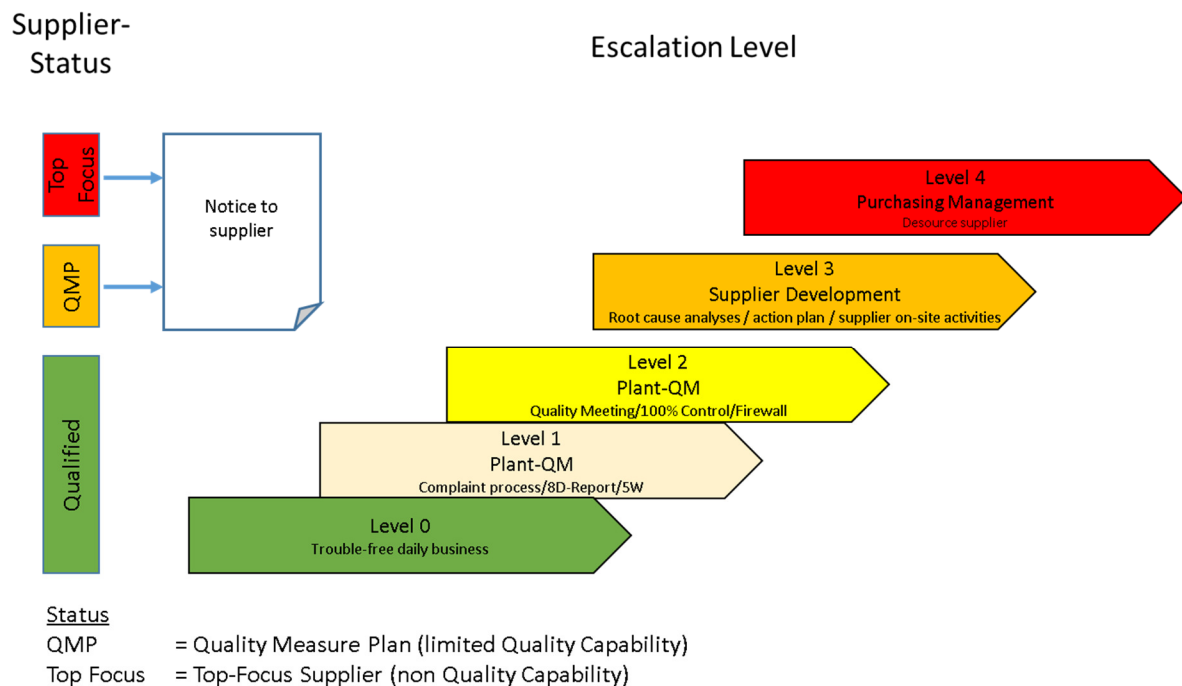 Supplier-
Status
Escalation Level
Top
Focus
Notice to
supplier
QMP
Qualified
Level 4
Purchasing Management
Desource supplier
Level 3
Supplier Development
Root cause analyses / action plan / supplier on-site activities
Level 2
Plant-QM
Quality Meeting/100% Control/Firewall
Level 1
Plant-QM
Complaint process/8D-Report/5W
Level 0
Trouble-free daily business
Status
QMP = Quality Measure Plan (limited Quality Capability)
Top Focus = Top-Focus Supplier (non Quality Capability)